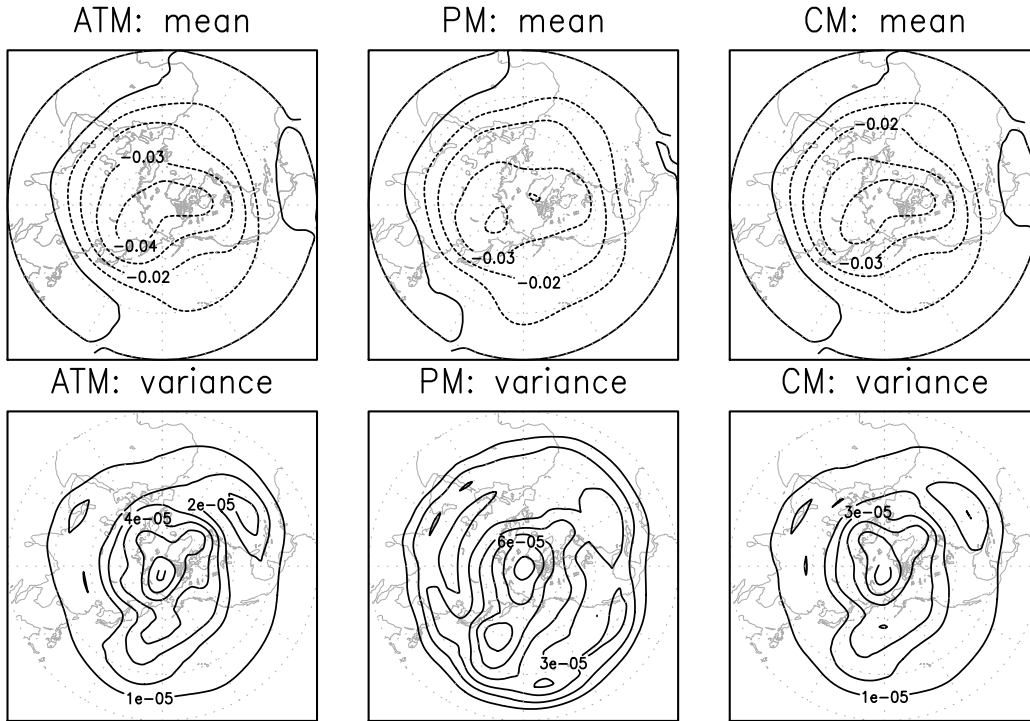 ATM: mean
PM: mean
CM: mean
-0.03
-0.04
-0.02
-0.03
-0.02
-0.02
-0.03
ATM: variance
PM: variance
CM: variance
2e-05
4e-05
1e-05
6e-05
3e-05
3e-05
1e-05